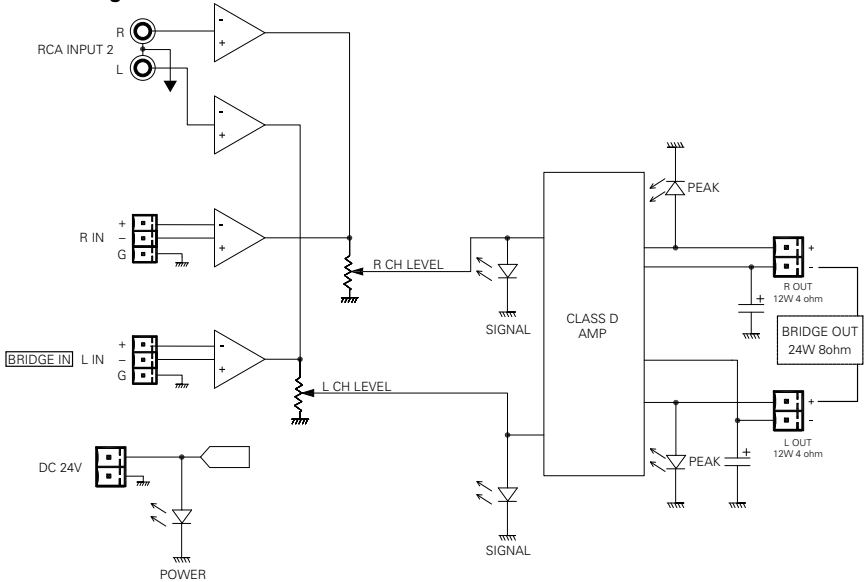 R
RCA INPUT 2
L
-
+
-
+
R IN
+
–
G
-
+
R CH LEVEL
BRIDGE IN
L IN
+
–
G
-
+
L CH LEVEL
DC 24V
POWER
SIGNAL
SIGNAL
CLASS D
AMP
PEAK
+
-
R OUT
12W 4 ohm
+
BRIDGE OUT
24W 8ohm
+
-
L OUT
12W 4 ohm
PEAK
+